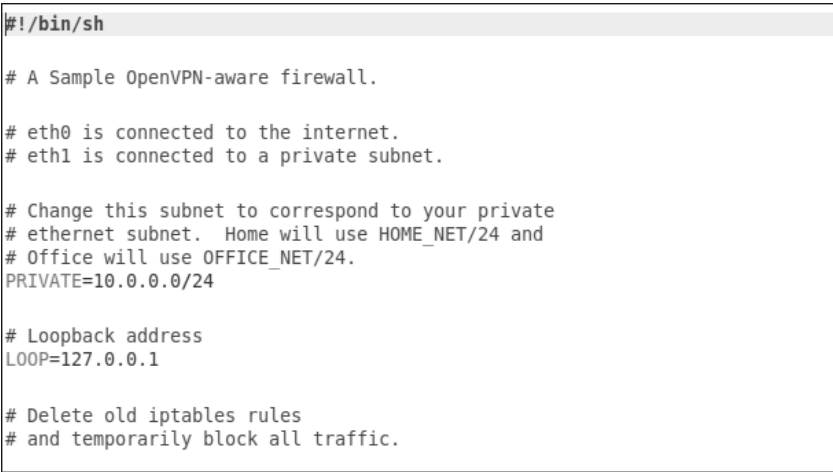 #!/bin/sh
# A Sample OpenVPN-aware firewall.
# eth0 is connected to the internet.
# eth1 is connected to a private subnet.
# Change this subnet to correspond to your private
# ethernet subnet.  Home will use HOME_NET/24 and
# Office will use OFFICE_NET/24.
PRIVATE=10.0.0.0/24
# Loopback address
LOOP=127.0.0.1
# Delete old iptables rules
# and temporarily block all traffic.